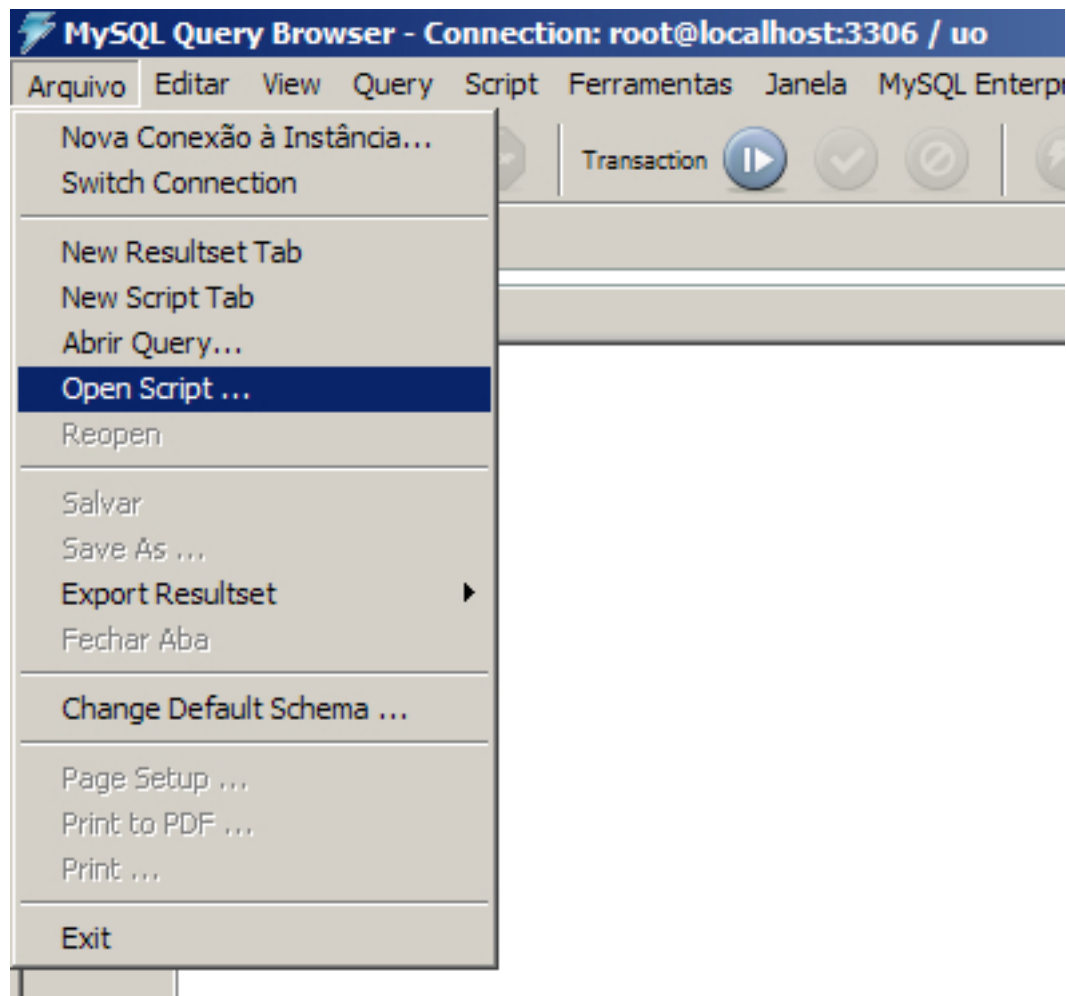 MySQL Query Browser - Connection: root@localhost:3306 / uo
Arquivo Editar View Query Script Ferramentas Janela MySQL Enterpr
Transaction
Nova Conexão à Instância...
Switch Connection
New Resultset Tab
New Script Tab
Abrir Query...
Open Script ...
Reopen
Salvar
Save As ...
Export Resultset
Fechar Aba
Change Default Schema ...
Page Setup ...
Print to PDF ...
Print ...
Exit